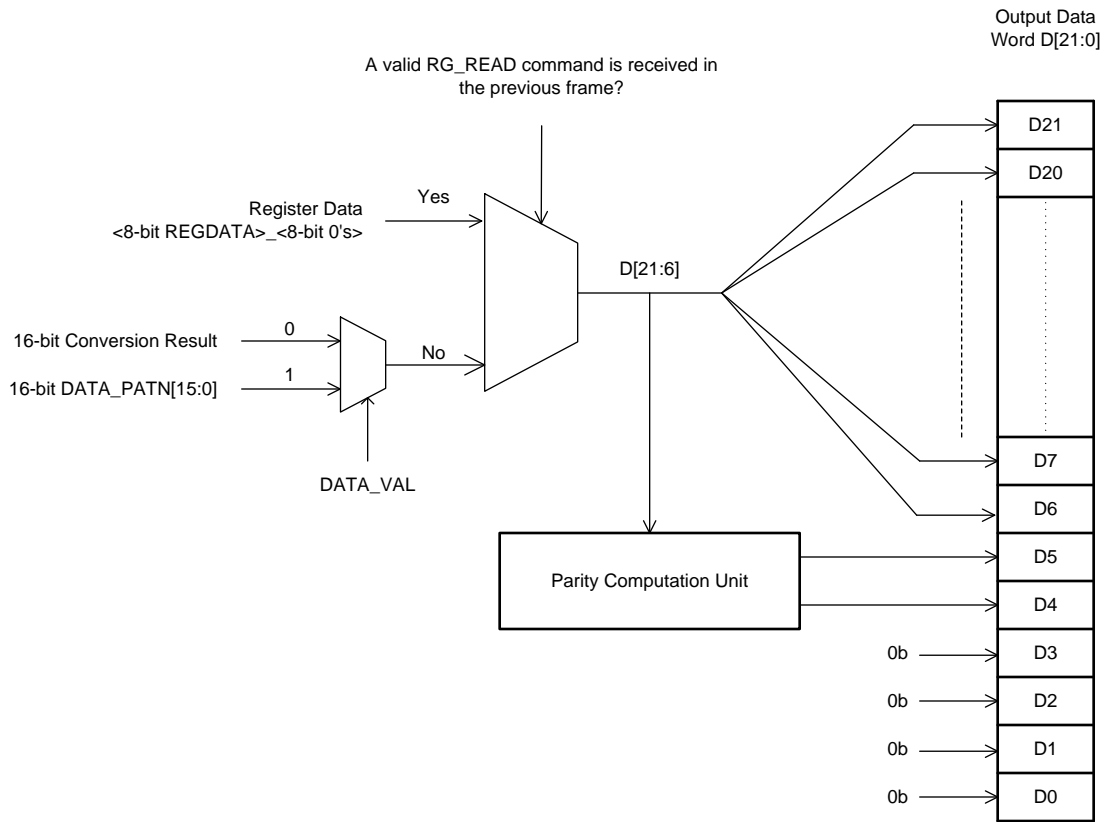 Output Data
Word D[21:0]
A valid RG_READ command is received in
the previous frame?
D21
D20
Yes
Register Data
<8-bit REGDATA>_<8-bit 0's>
D[21:6]
0
16-bit Conversion Result
No
1
16-bit DATA_PATN[15:0]
DATA_VAL
D7
D6
D5
Parity Computation Unit
D4
0b
D3
0b
D2
0b
D1
0b
D0